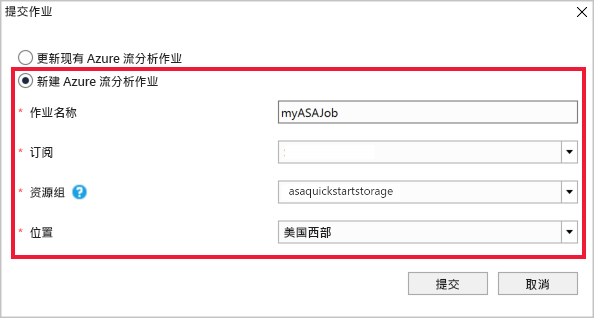 提交作业
更新现有 Azure 流分析作业
新建 Azure 流分析作业
* 作业名称 myASAJob
* 订阅
* 资源组 ? asaquickstartstorage
* 位置 美国西部
提交 取消